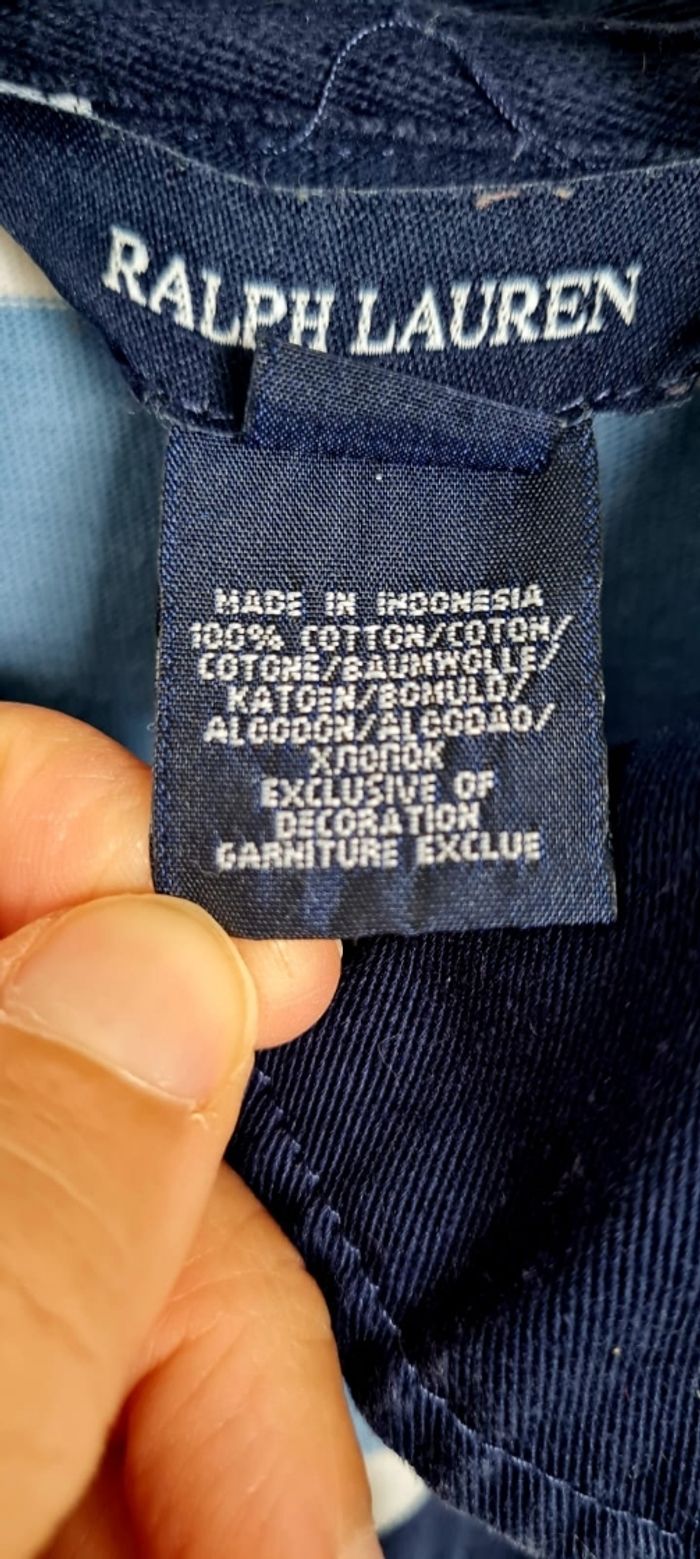 RALPH LAUREN
MADE IN INDONESIA
100% COTTON/COTON/
COTONE/BAUMWOLLE/
KATOEN/BOMULD/
ALGODON/ALGODAO/
ХЛОПОК
EXCLUSIVE OF
DECORATION
GARNITURE EXCLUE